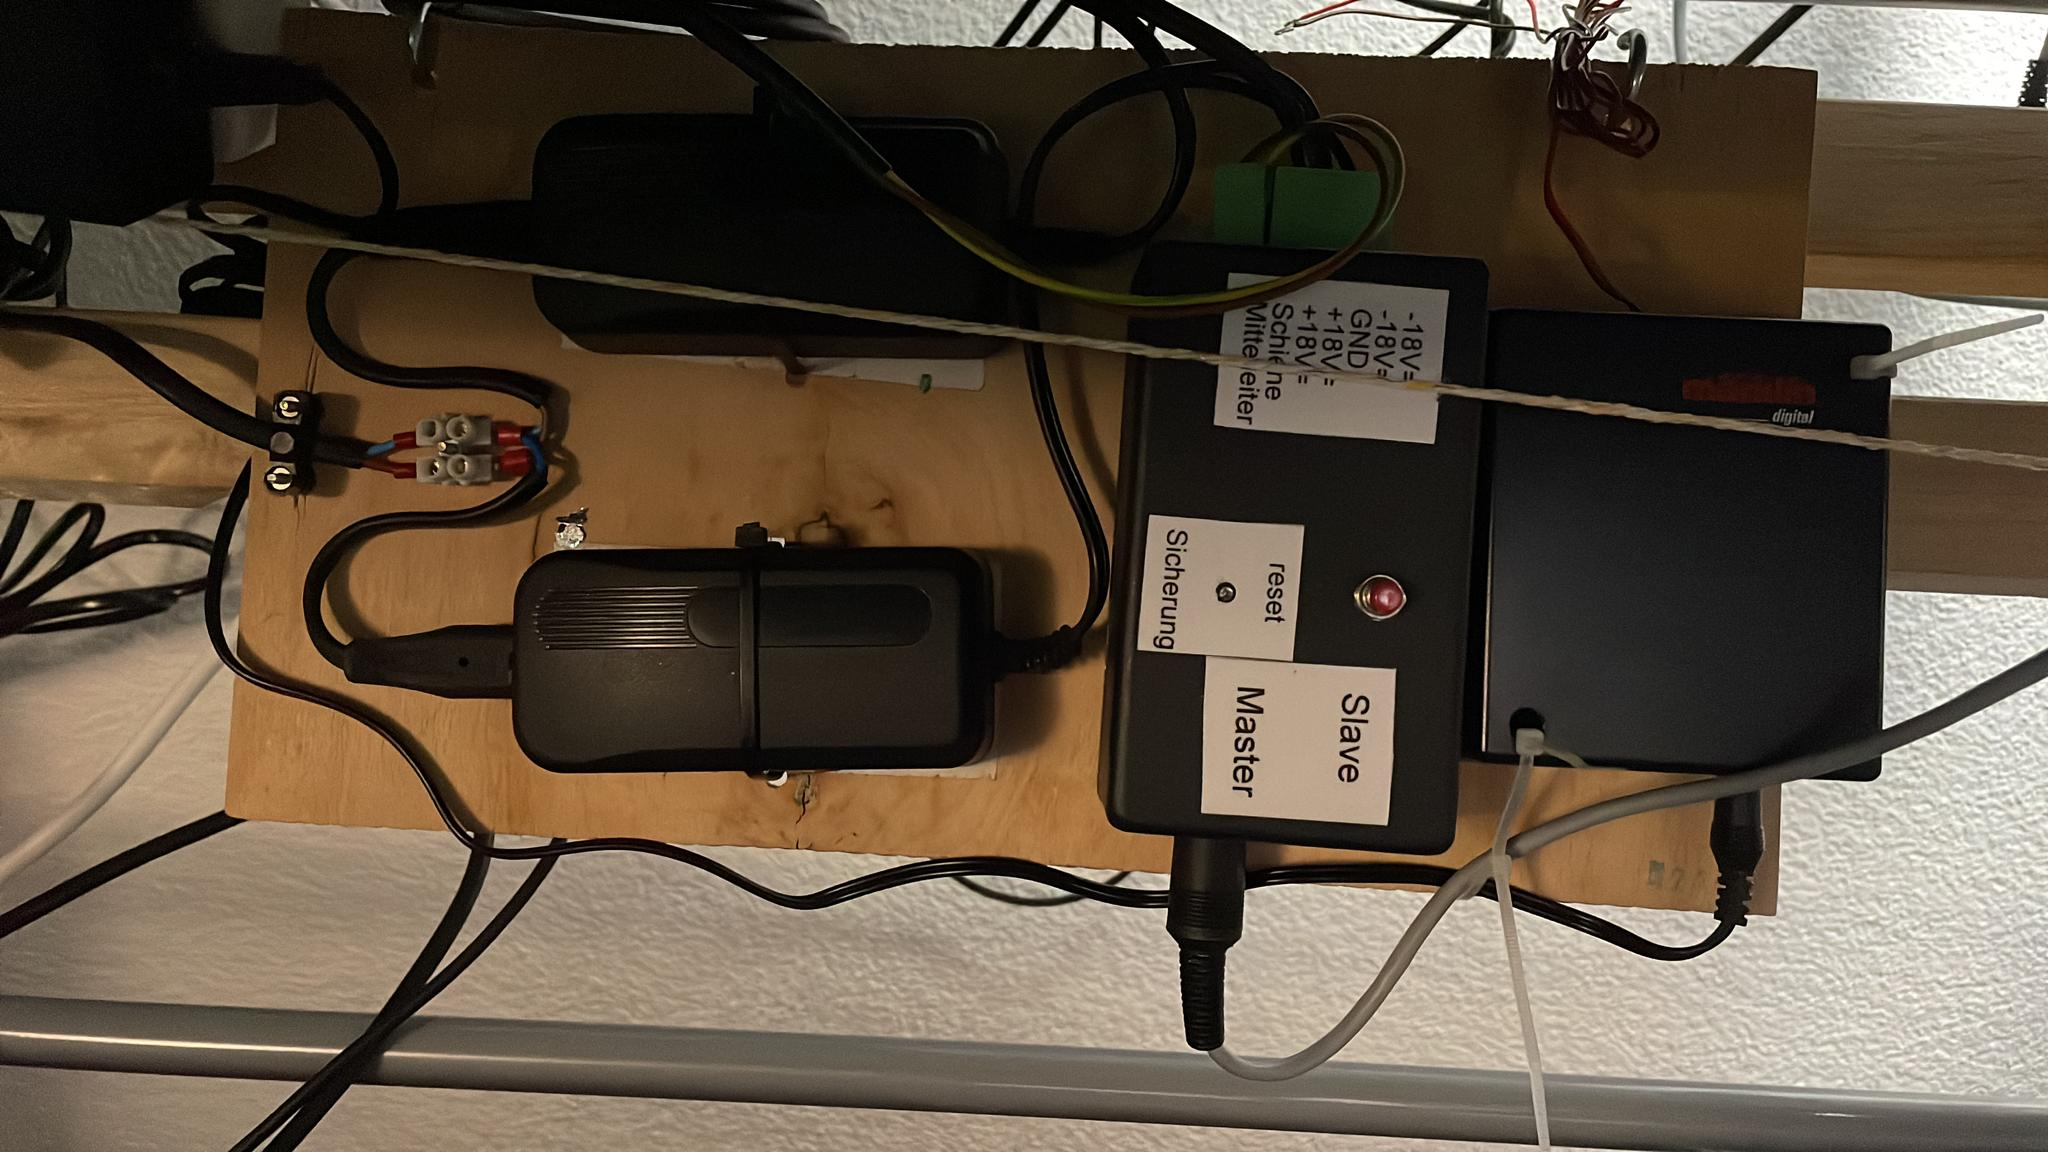 -18V=
-18V=
GND
+18V=
+18V=
Schiene
Mittelleiter
reset
Sicherung
Slave
Master
digital